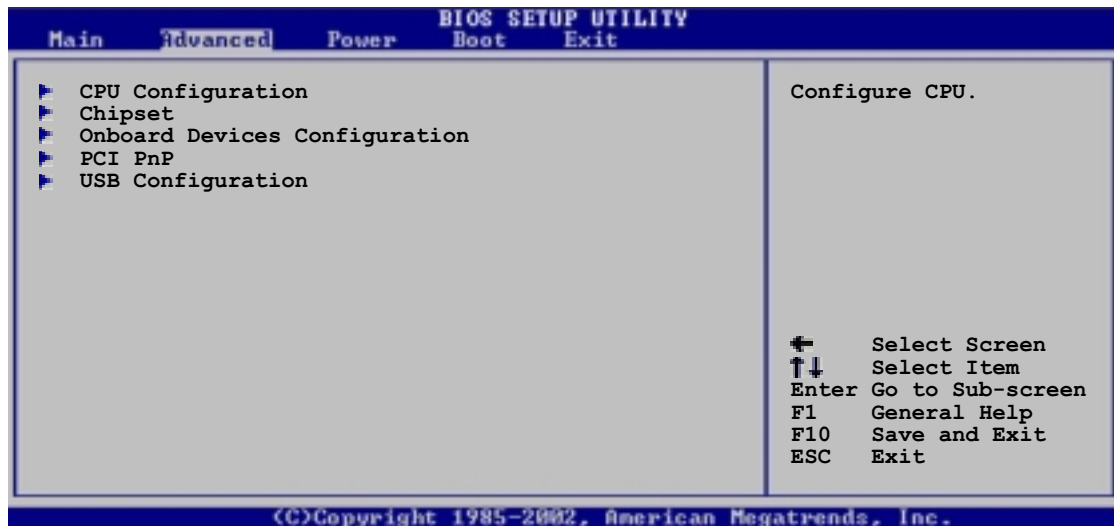 BIOS SETUP UTILITY
Main Advanced Power Boot Exit
CPU Configuration
Chipset
Onboard Devices Configuration
PCI PnP
USB Configuration
Configure CPU.
← Select Screen
↑↓ Select Item
Enter Go to Sub-screen
F1 General Help
F10 Save and Exit
ESC Exit
(C)Copyright 1985-2002, American Megatrends, Inc.